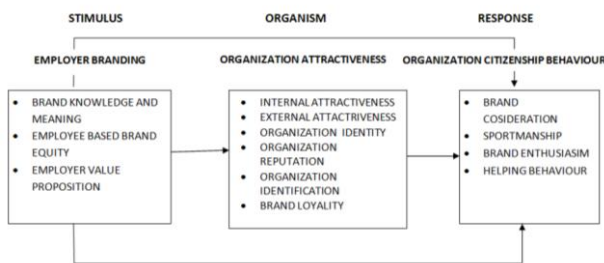 STIMULUS
ORGANISM
RESPONSE
EMPLOYER BRANDING
ORGANIZATION ATTRACTIVENESS
ORGANIZATION CITIZENSHIP BEHAVIOUR
• BRAND KNOWLEDGE AND
MEANING
• EMPLOYEE BASED BRAND
EQUITY
• EMPLOYER VALUE
PROPOSITION
• INTERNAL ATTRACTIVENESS
• EXTERNAL ATTACTRIVENESS
• ORGANIZATION IDENTITY
• ORGANIZATION
REPUTATION
• ORGANIZATION
IDENTIFICATION
• BRAND LOYALITY
• BRAND
COSIDERATION
• SPORTMANSHIP
• BRAND ENTHUSIASIM
• HELPING BEHAVIOUR